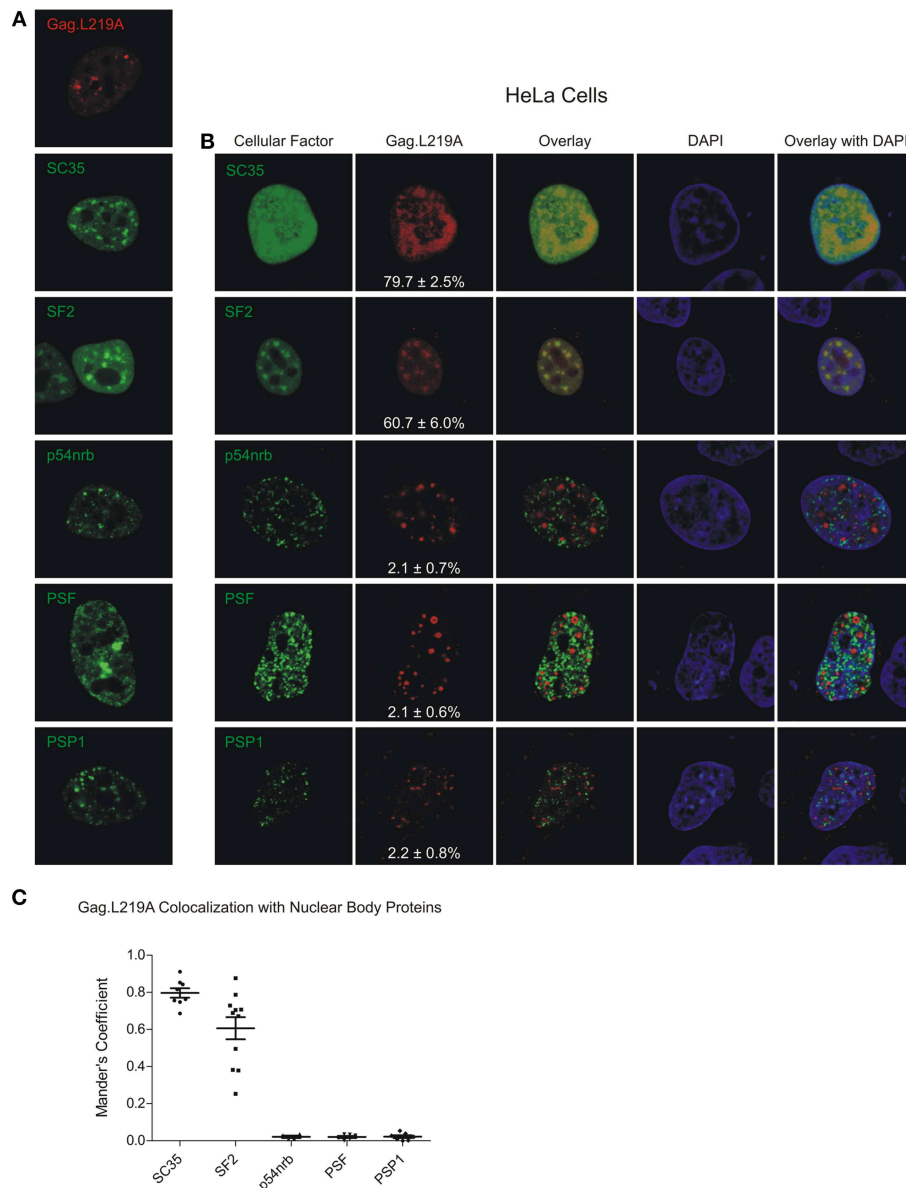 A
Gag.L219A
SC35
SF2
p54nrb
PSF
PSP1
HeLa Cells
B
Cellular Factor Gag.L219A Overlay DAPI Overlay with DAPI
SC35
79.7 ± 2.5%
SF2
60.7 ± 6.0%
p54nrb
2.1 ± 0.7%
PSF
2.1 ± 0.6%
PSP1
2.2 ± 0.8%
C
Gag.L219A Colocalization with Nuclear Body Proteins
Mander's Coefficient
1.0
0.8
0.6
0.4
0.2
0.0
SC35 SF2 p54nrb PSF PSP1